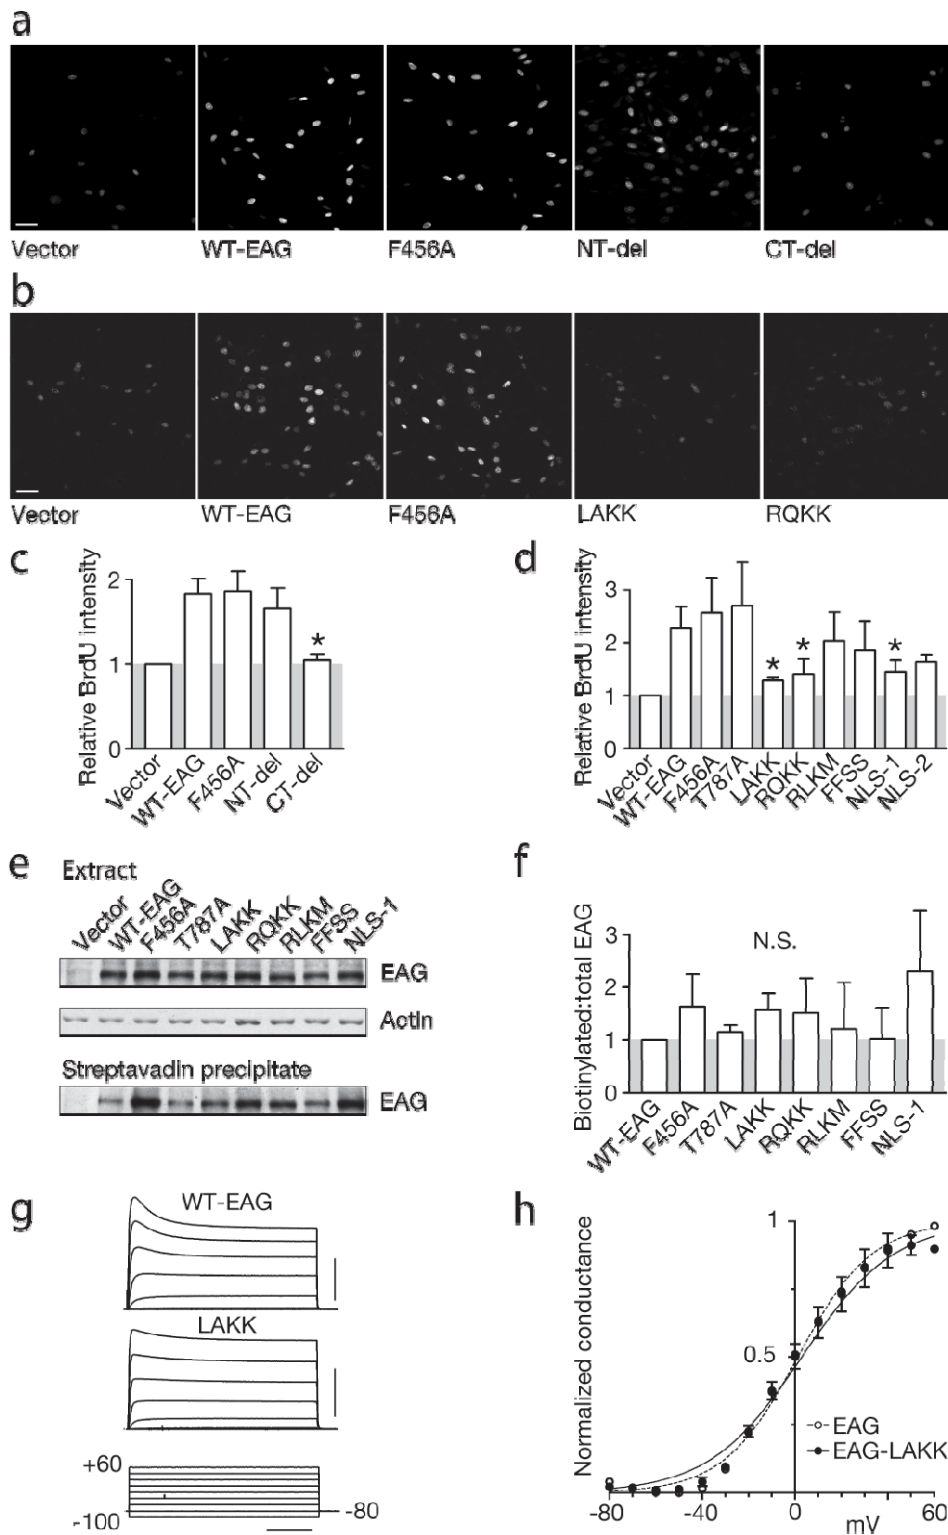 a
Vector WT-EAG F456A NT-del CT-del
b
Vector WT-EAG F456A LAKK RQKK
c
Relative BrdU intensity
2
1
0
Vector WT-EAG F456A NT-del CT-del
*
d
Relative BrdU intensity
3
2
1
0
* * *
Vector WT-EAG F456A T787A LAKK RQKK RLKM FFSS NLS-1 NLS-2
e
Extract
Vector WT-EAG F456A T787A LAKK RQKK RLKM FFSS NLS-1
EAG
Actin
Streptavadin precipitate
EAG
f
Biotinylated:total EAG
3
2
1
0
N.S.
WT-EAG F456A T787A LAKK RQKK RLKM FFSS NLS-1
g
WT-EAG
LAKK
+60
-100
-80
h
Normalized conductance
1
0.5
EAG
EAG-LAKK
-80 -40 0 60
mV